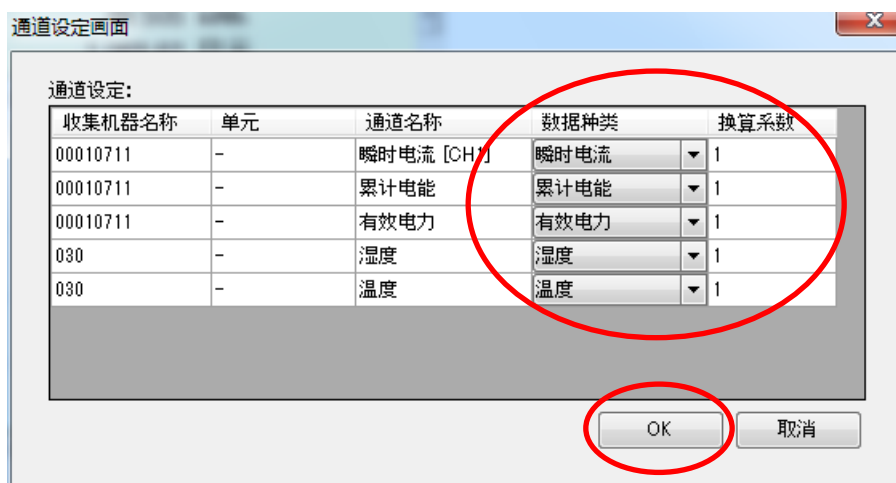 通道设定画面
通道设定:
收集机器名称 单元 通道名称 数据种类 换算系数
00010711 - 瞬时电流 [CH1] 瞬时电流 1
00010711 - 累计电能 累计电能 1
00010711 - 有效电力 有效电力 1
030 - 湿度 湿度 1
030 - 温度 温度 1
OK 取消